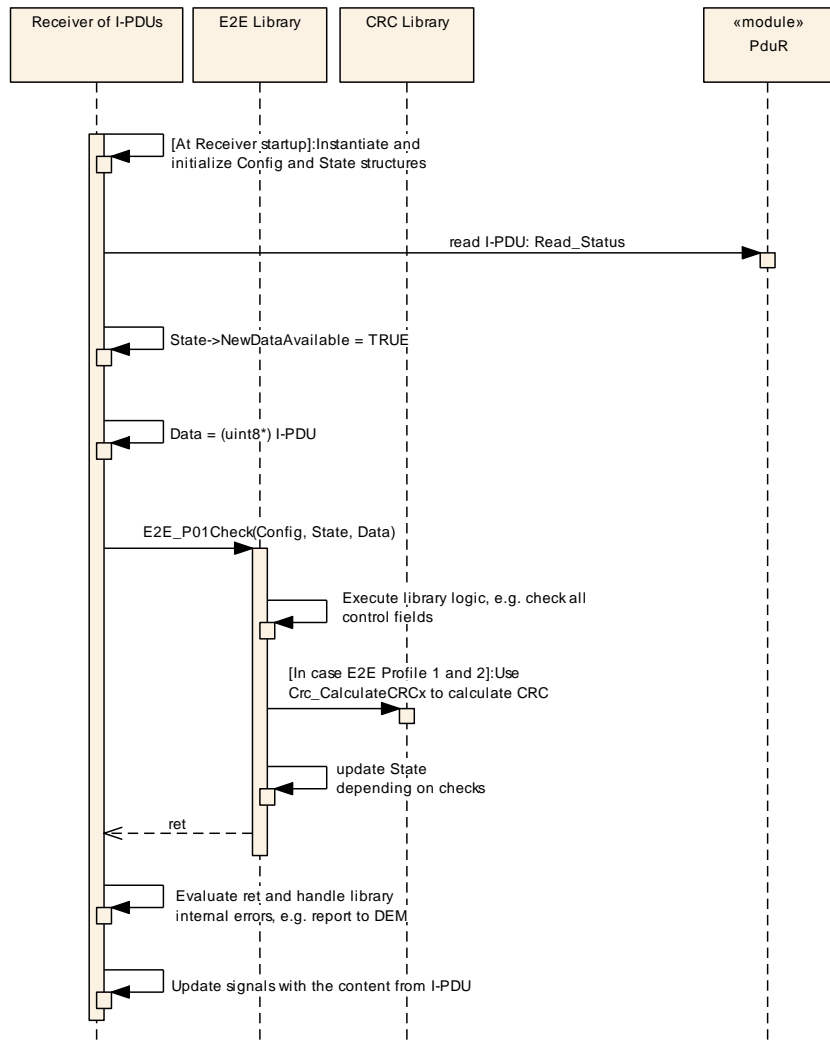 Receiver of I-PDUs
E2E Library
CRC Library
«module»
PduR
[At Receiver startup]:Instantiate and
initialize Config and State structures
read I-PDU: Read_Status
State->NewDataAvailable = TRUE
Data = (uint8*) I-PDU
E2E_P01Check(Config, State, Data)
Execute library logic, e.g. check all
control fields
[In case E2E Profile 1 and 2]:Use
Crc_CalculateCRCx to calculate CRC
update State
depending on checks
ret
Evaluate ret and handle library
internal errors, e.g. report to DEM
Update signals with the content from I-PDU